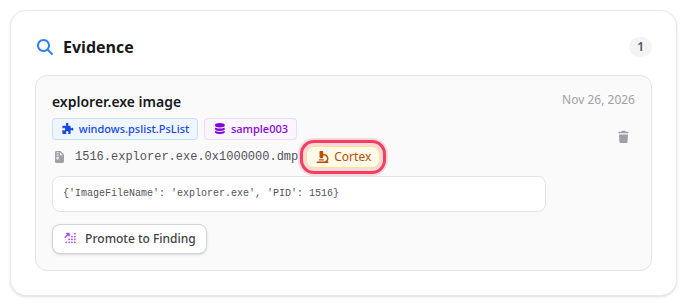 Evidence
1
explorer.exe image
Nov 26, 2026
windows.pslist.PsList
sample003
1516.explorer.exe.0x1000000.dmp
Cortex
{'ImageFileName': 'explorer.exe', 'PID': 1516}
Promote to Finding